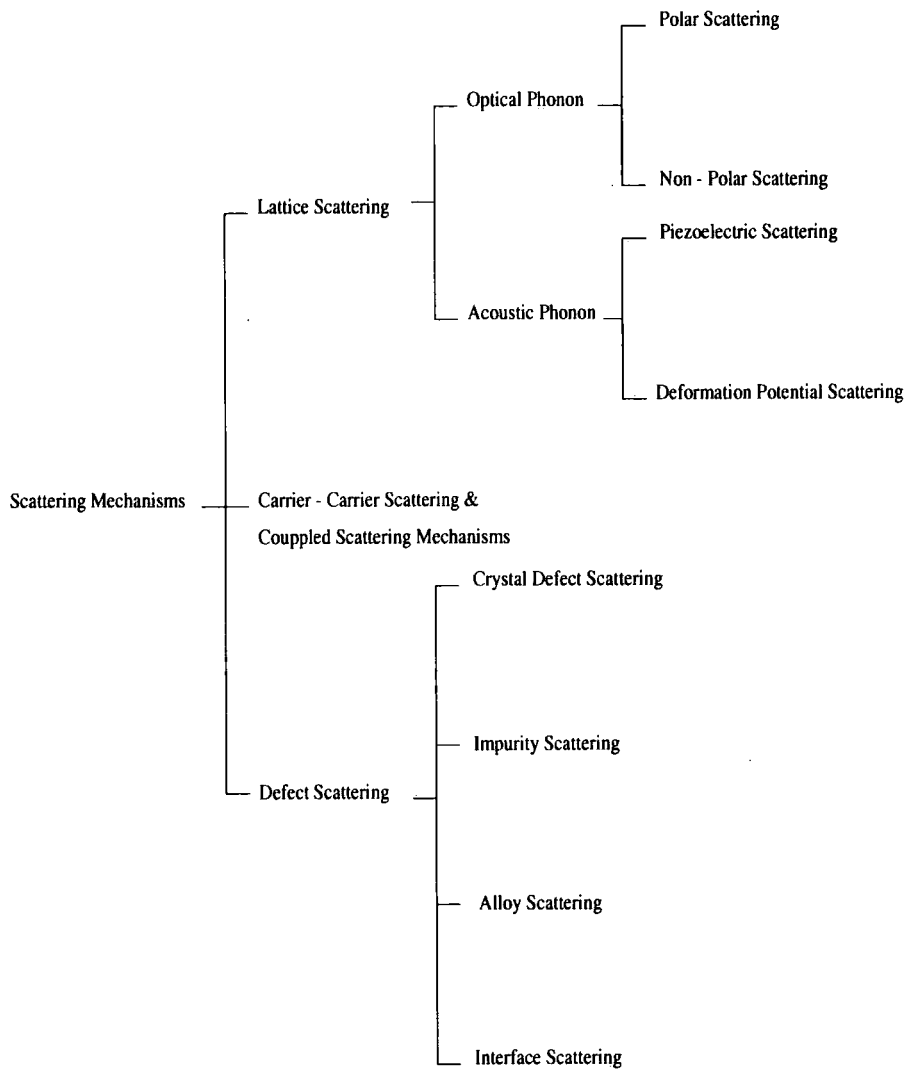 Polar Scattering
Optical Phonon
Non - Polar Scattering
Lattice Scattering
Piezoelectric Scattering
Acoustic Phonon
Deformation Potential Scattering
Scattering Mechanisms
Carrier - Carrier Scattering &
Couppled Scattering Mechanisms
Crystal Defect Scattering
Impurity Scattering
Defect Scattering
Alloy Scattering
Interface Scattering